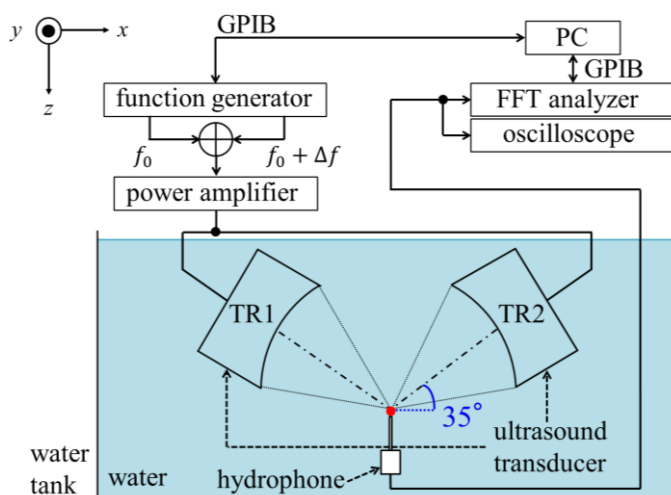 y
x
z
GPIB
PC
GPIB
function generator
FFT analyzer
oscilloscope
f₀
f₀ + Δf
power amplifier
TR1
TR2
35°
water
tank
water
hydrophone
ultrasound
transducer